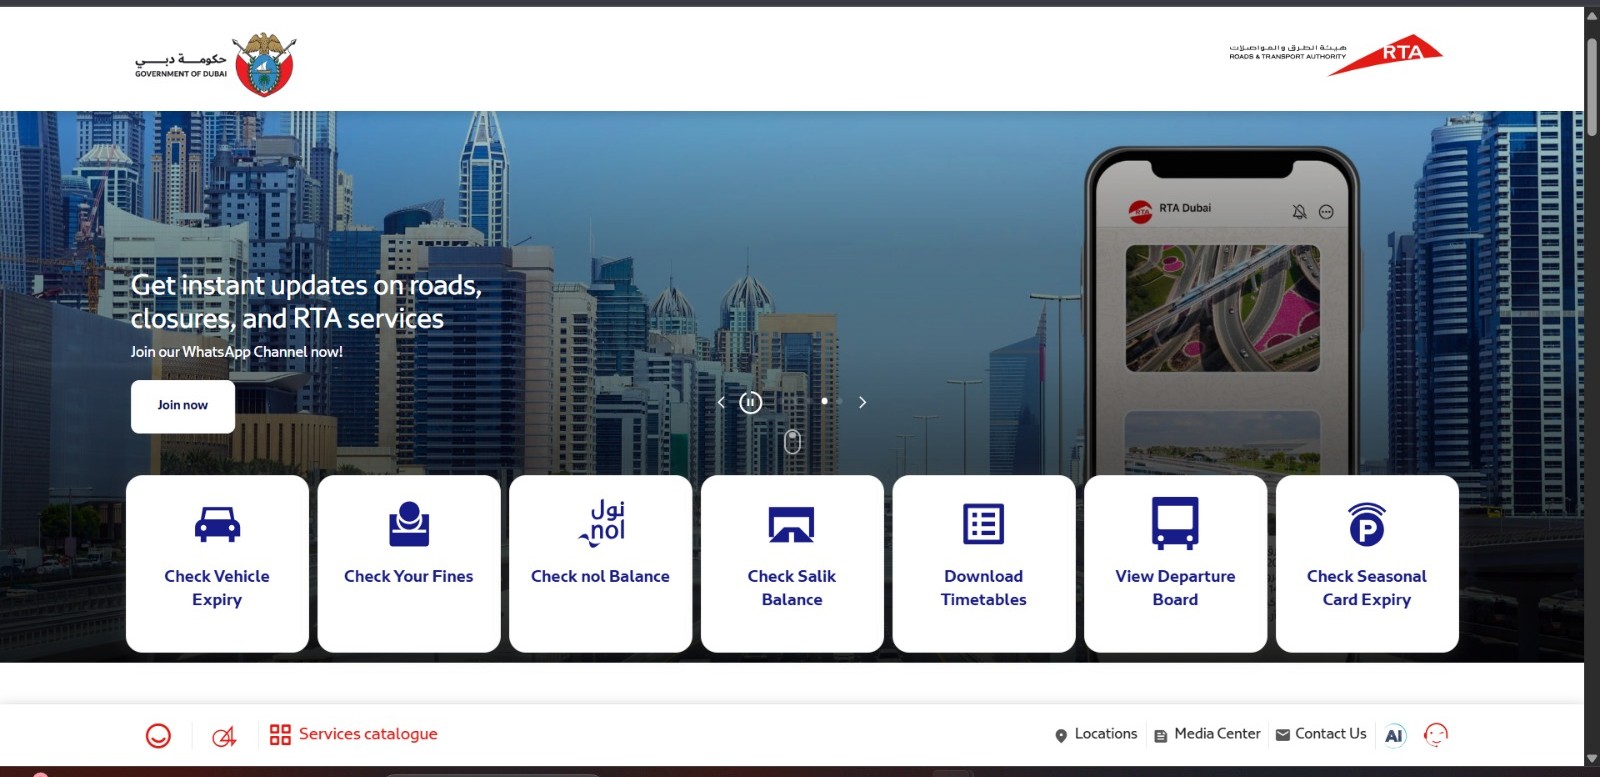 حكومة دبي
GOVERNMENT OF DUBAI
هيئة الطرق و المواصلات
ROADS & TRANSPORT AUTHORITY
RTA
RTA Dubai
Get instant updates on roads,
closures, and RTA services
Join our WhatsApp Channel now!
Join now
Check Vehicle
Expiry
Check Your Fines
نول
nol
Check nol Balance
Check Salik
Balance
Download
Timetables
View Departure
Board
P
Check Seasonal
Card Expiry
Services catalogue
Locations
Media Center
Contact Us
AI